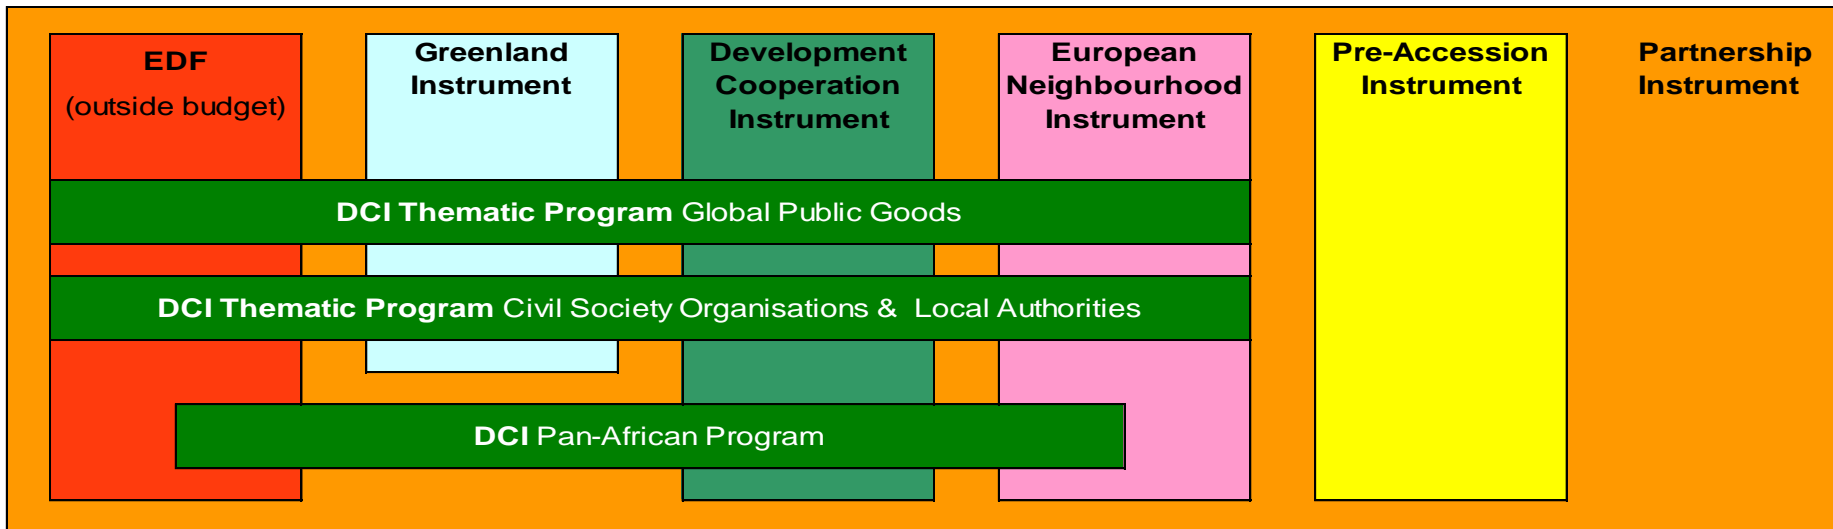 EDF
(outside budget)
Greenland
Instrument
Development
Cooperation
Instrument
European
Neighbourhood
Instrument
Pre-Accession
Instrument
Partnership
Instrument
DCI Thematic Program Global Public Goods
DCI Thematic Program Civil Society Organisations & Local Authorities
DCI Pan-African Program